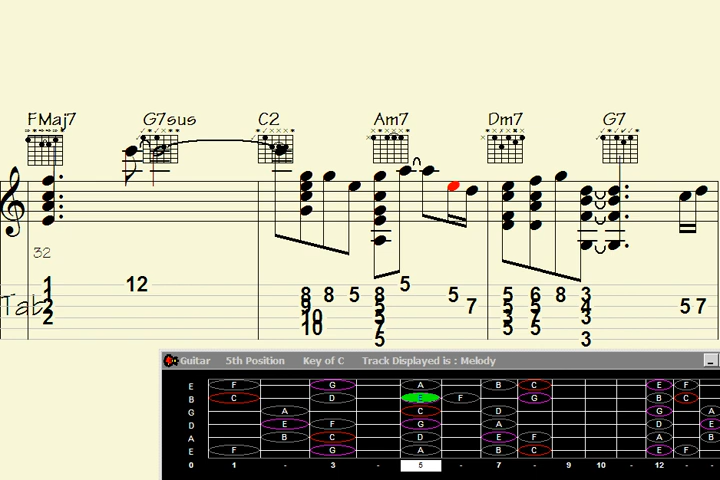 FMaj7 G7sus C2 Am7 Dm7 G7
32
1 12 5
1 8 8 5 8 5 5 6 8 3
Tab 2 9 5 7 5 5 4 5 7
2 10 5 3 7 3
10 7 5 5
5 3
Guitar 5th Position Key of C Track Displayed is : Melody
E F G A B C E F
B C D E F G B C
G A C D G A
D E F G A D E
A B C D E F A
E F G A B C E F
0 1 - 3 - 5 - 7 - 9 10 - 12 - -